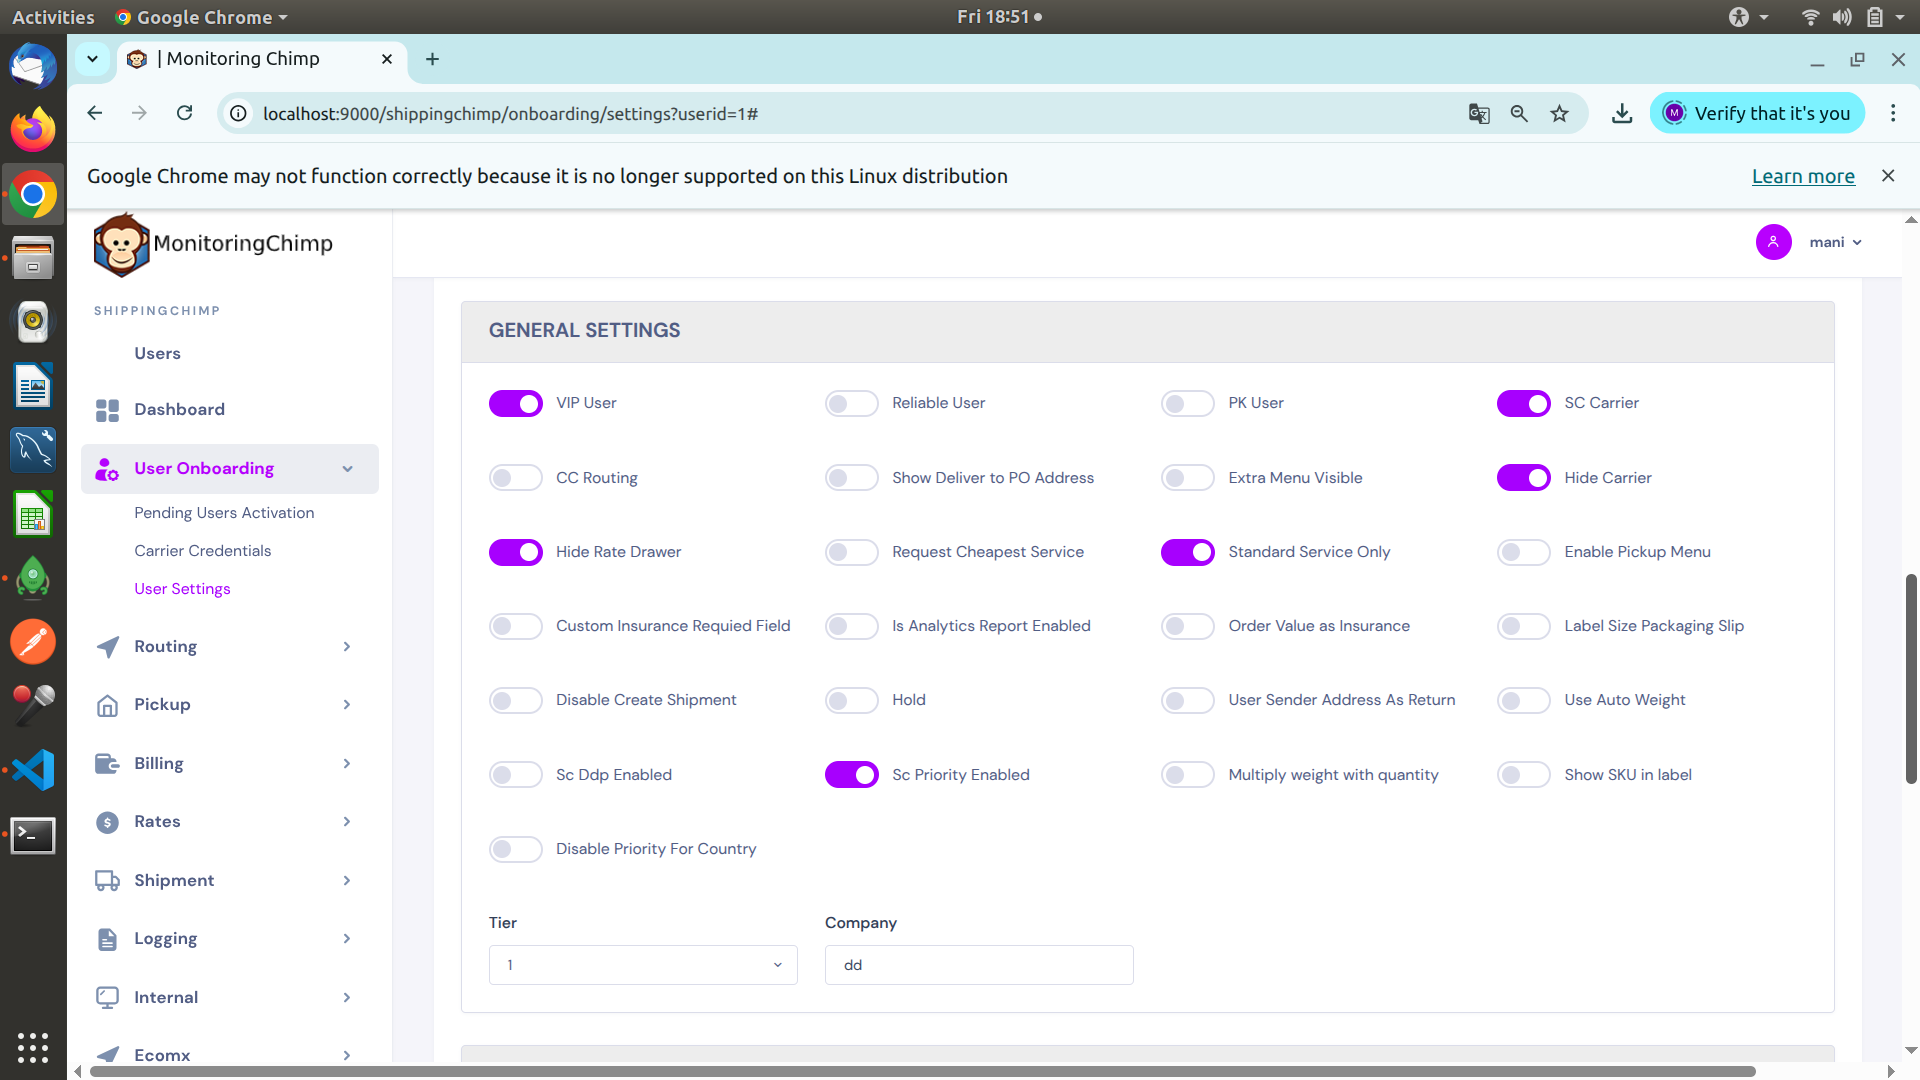 Activities Google Chrome Fri 18:51
| Monitoring Chimp
localhost:9000/shippingchimp/onboarding/settings?userid=1# M Verify that it's you
Google Chrome may not function correctly because it is no longer supported on this Linux distribution Learn more
MonitoringChimp
mani
SHIPPINGCHIMP
Users
Dashboard
User Onboarding
Pending Users Activation
Carrier Credentials
User Settings
Routing
Pickup
Billing
Rates
Shipment
Logging
Internal
Ecomx
GENERAL SETTINGS
VIP User Reliable User PK User SC Carrier
CC Routing Show Deliver to PO Address Extra Menu Visible Hide Carrier
Hide Rate Drawer Request Cheapest Service Standard Service Only Enable Pickup Menu
Custom Insurance Requied Field Is Analytics Report Enabled Order Value as Insurance Label Size Packaging Slip
Disable Create Shipment Hold User Sender Address As Return Use Auto Weight
Sc Ddp Enabled Sc Priority Enabled Multiply weight with quantity Show SKU in label
Disable Priority For Country
Tier Company
1 dd